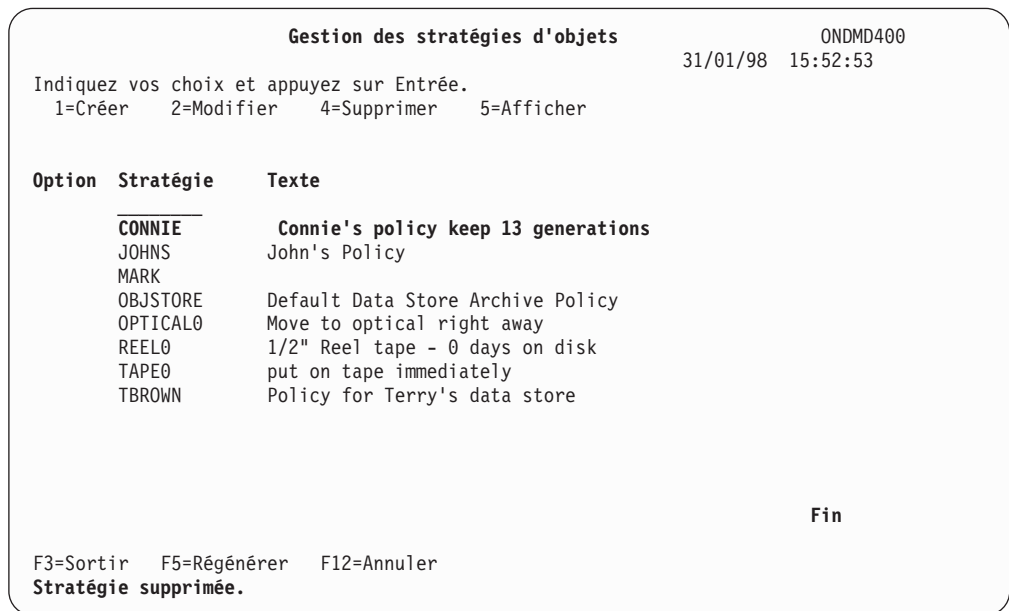 Gestion des stratégies d'objets ONDMD400
31/01/98 15:52:53
Indiquez vos choix et appuyez sur Entrée.
1=Créer 2=Modifier 4=Supprimer 5=Afficher
Option Stratégie Texte
________
CONNIE Connie's policy keep 13 generations
JOHNS John's Policy
MARK
OBJSTORE Default Data Store Archive Policy
OPTICAL0 Move to optical right away
REEL0 1/2" Reel tape - 0 days on disk
TAPE0 put on tape immediately
TBROWN Policy for Terry's data store
Fin
F3=Sortir F5=Régénérer F12=Annuler
Stratégie supprimée.